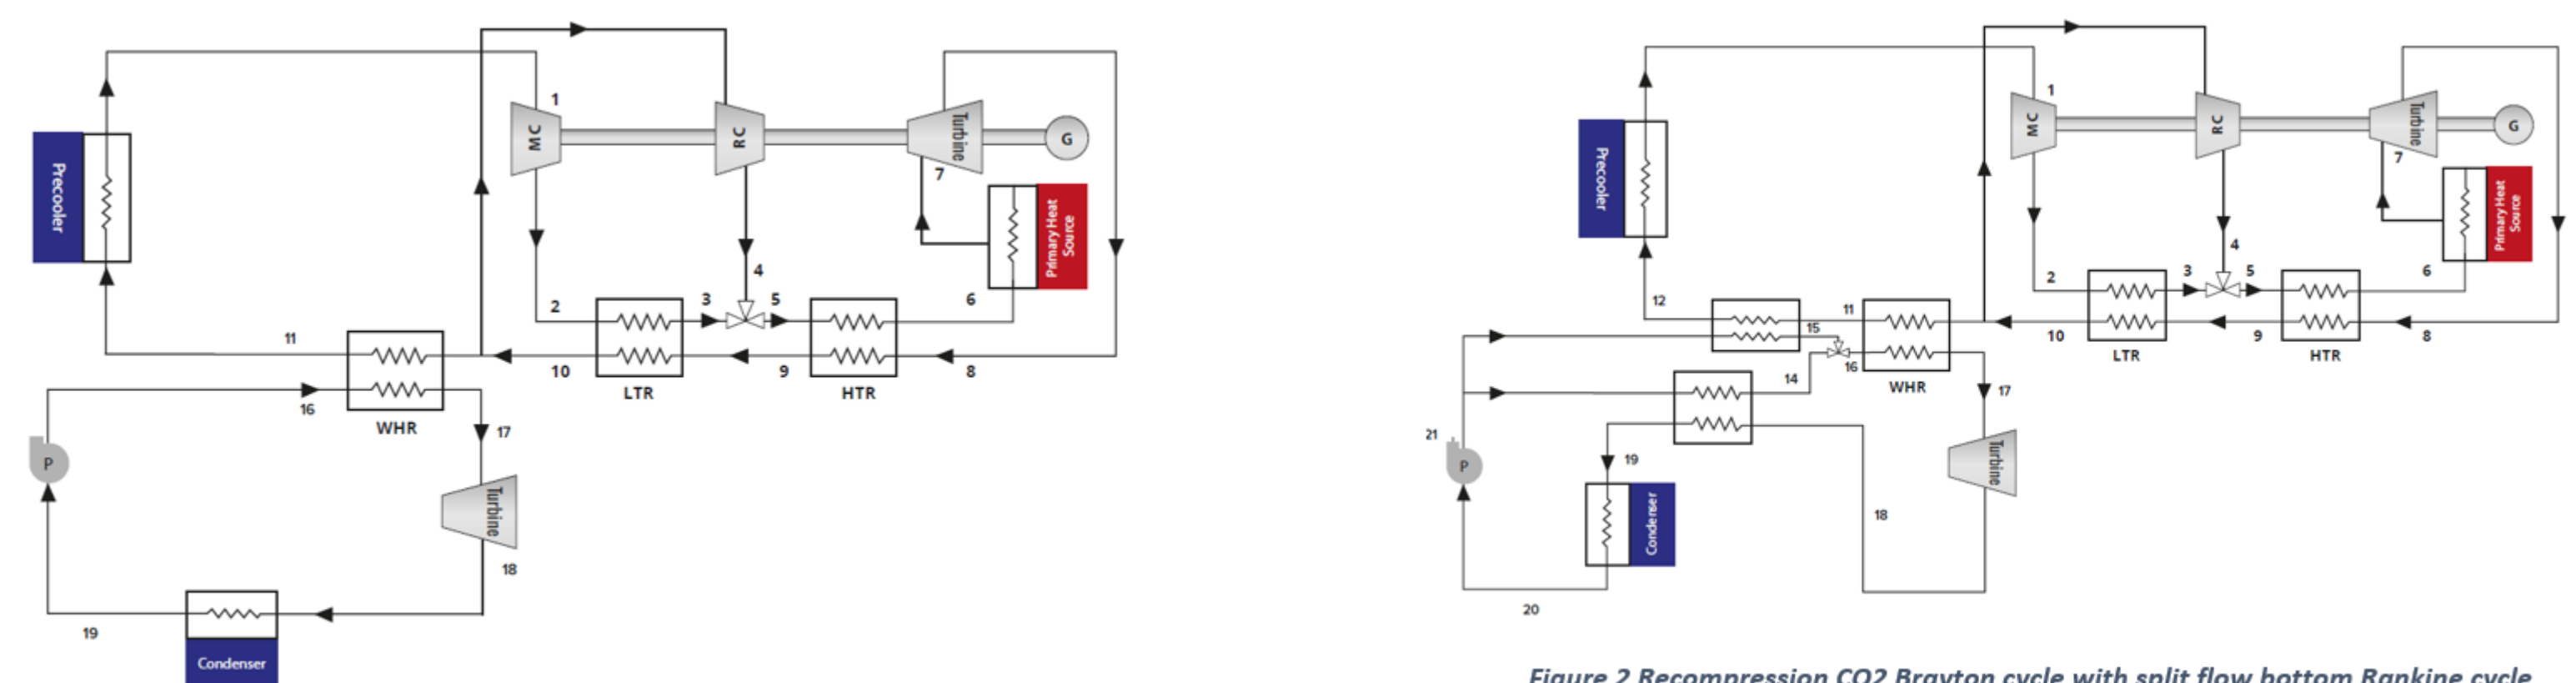 1
MC
RC
Turbine
G
7
Precooler
Primary Heat
Source
4
2
3
5
6
11
10
9
8
LTR
HTR
16
WHR
17
P
Turbine
18
19
Condenser
1
MC
RC
Turbine
G
7
Precooler
Primary Heat
Source
4
2
3
5
6
12
11
15
10
9
8
LTR
HTR
16
WHR
14
17
21
P
19
Turbine
Condenser
18
20
Figure 2 Recompression CO2 Brayton cycle with split flow bottom Rankine cycle